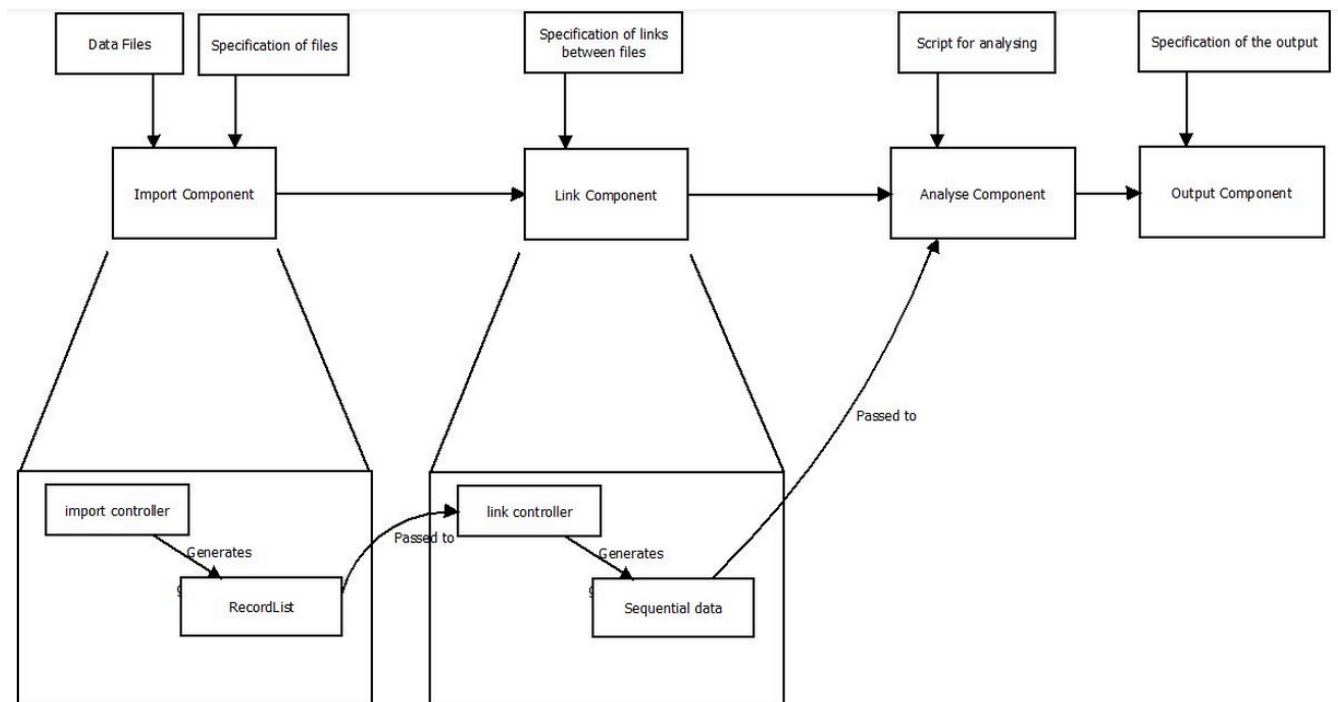 Data Files
Specification of files
Specification of links
between files
Script for analysing
Specification of the output
Import Component
Link Component
Analyse Component
Output Component
Passed to
import controller
link controller
Passed to
Generates
Generates
RecordList
Sequential data